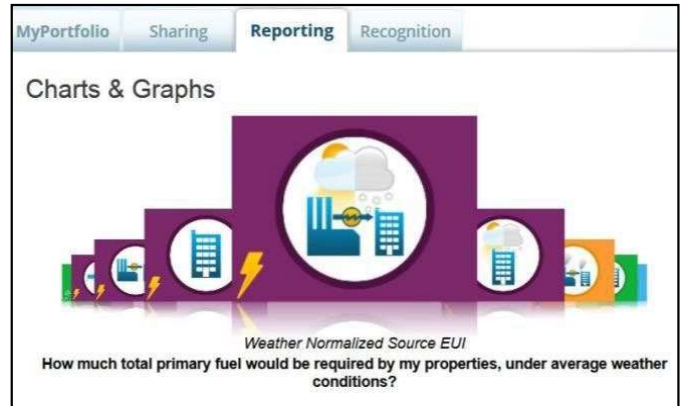 MyPortfolio Sharing Reporting Recognition
Charts & Graphs
Weather Normalized Source EUI
How much total primary fuel would be required by my properties, under average weather
conditions?